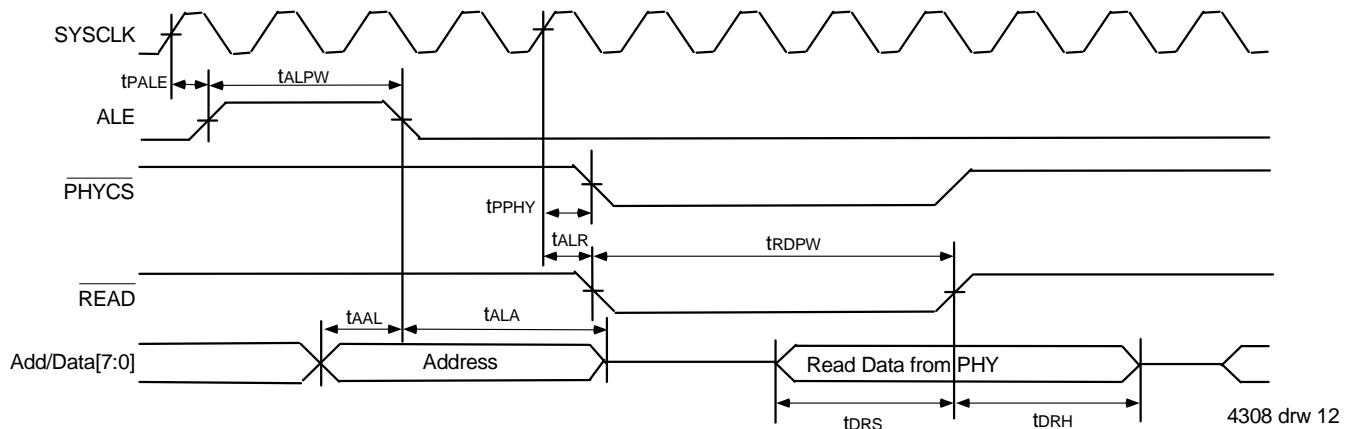 SYSCLK
tPALE
tALPW
ALE
PHYCS
tPPHY
tALR
tRDPW
READ
tAAL
tALA
Add/Data[7:0]
Address
Read Data from PHY
tDRS
tDRH
4308 drw 12